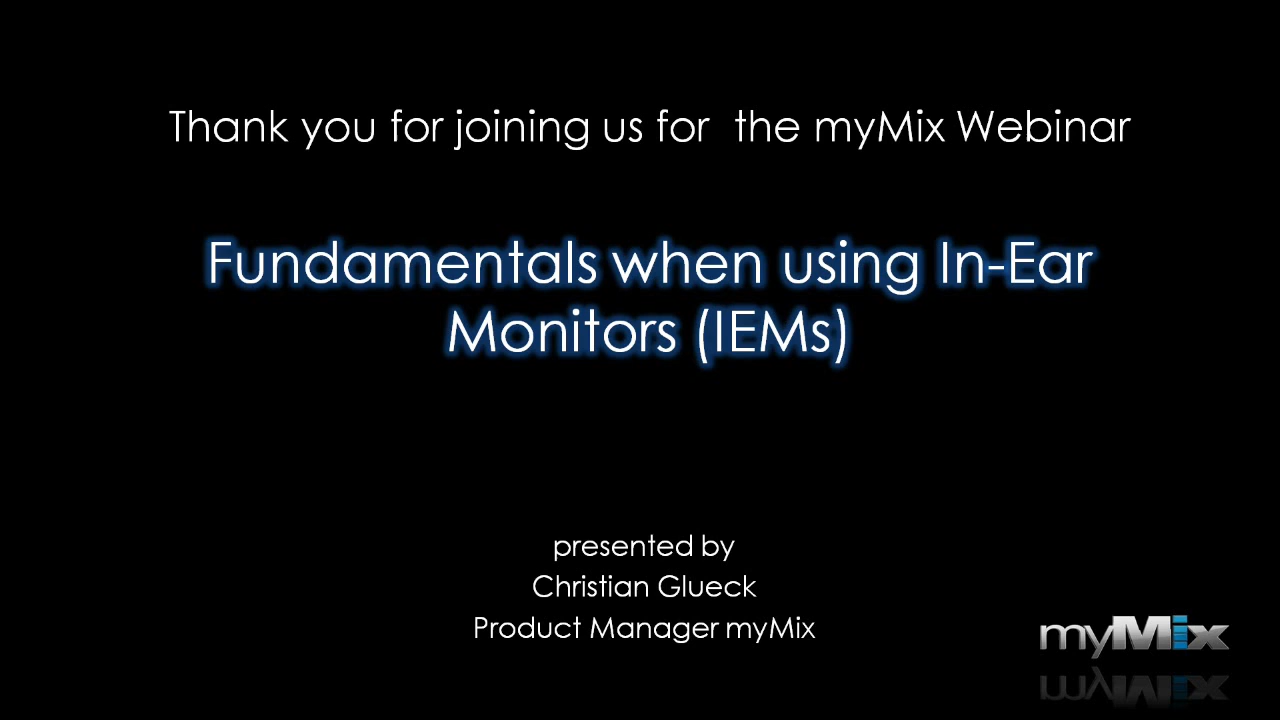 Thank you for joining us for  the myMix Webinar
Fundamentals when using In-Ear
Monitors (IEMs)
presented by
Christian Glueck
Product Manager myMix
myMix